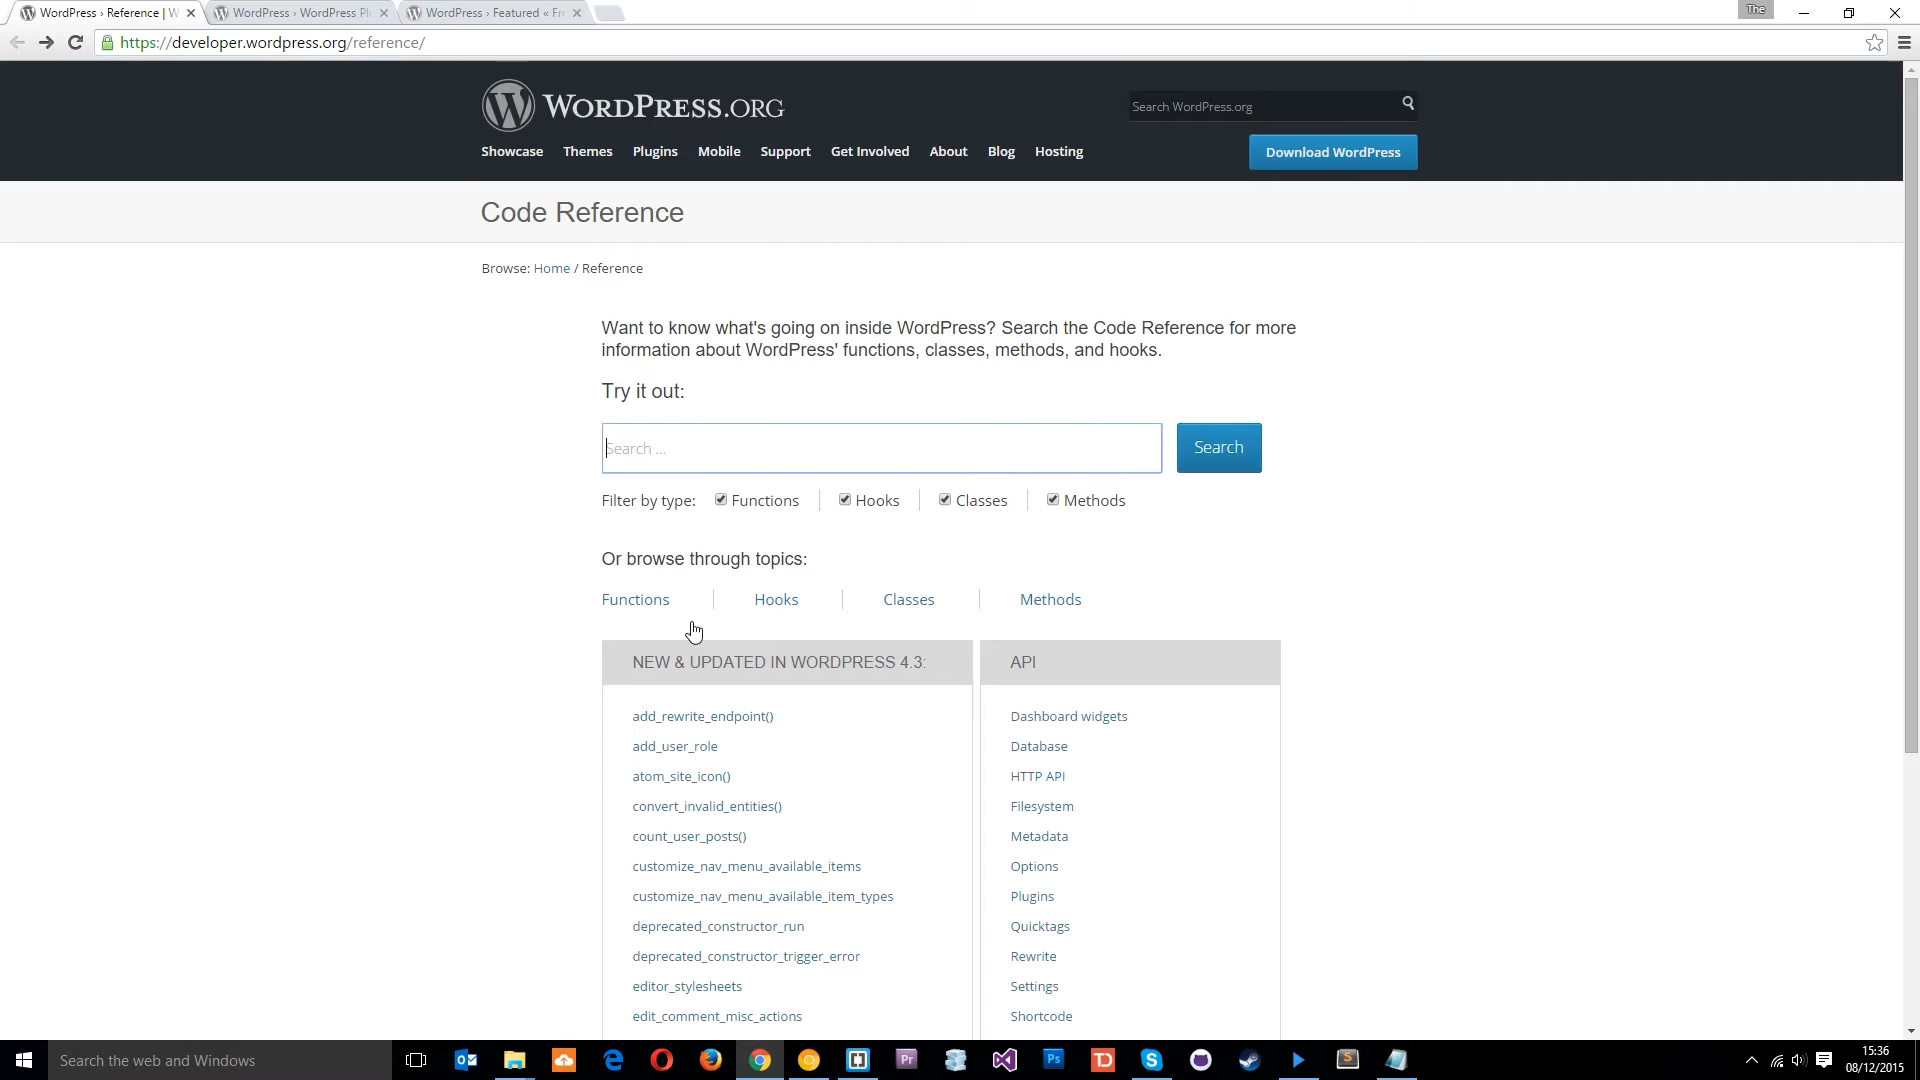 WordPress › Reference | W
WordPress › WordPress Pl
WordPress › Featured « Fr
The
https://developer.wordpress.org/reference/
WORDPRESS.ORG
Search WordPress.org
Showcase Themes Plugins Mobile Support Get Involved About Blog Hosting
Download WordPress
Code Reference
Browse: Home / Reference
Want to know what's going on inside WordPress? Search the Code Reference for more
information about WordPress' functions, classes, methods, and hooks.
Try it out:
Search ...
Search
Filter by type: Functions Hooks Classes Methods
Or browse through topics:
Functions Hooks Classes Methods
NEW & UPDATED IN WORDPRESS 4.3:
add_rewrite_endpoint()
add_user_role
atom_site_icon()
convert_invalid_entities()
count_user_posts()
customize_nav_menu_available_items
customize_nav_menu_available_item_types
deprecated_constructor_run
deprecated_constructor_trigger_error
editor_stylesheets
edit_comment_misc_actions
API
Dashboard widgets
Database
HTTP API
Filesystem
Metadata
Options
Plugins
Quicktags
Rewrite
Settings
Shortcode
Search the web and Windows
Pr
Ps
TD
15:36
08/12/2015